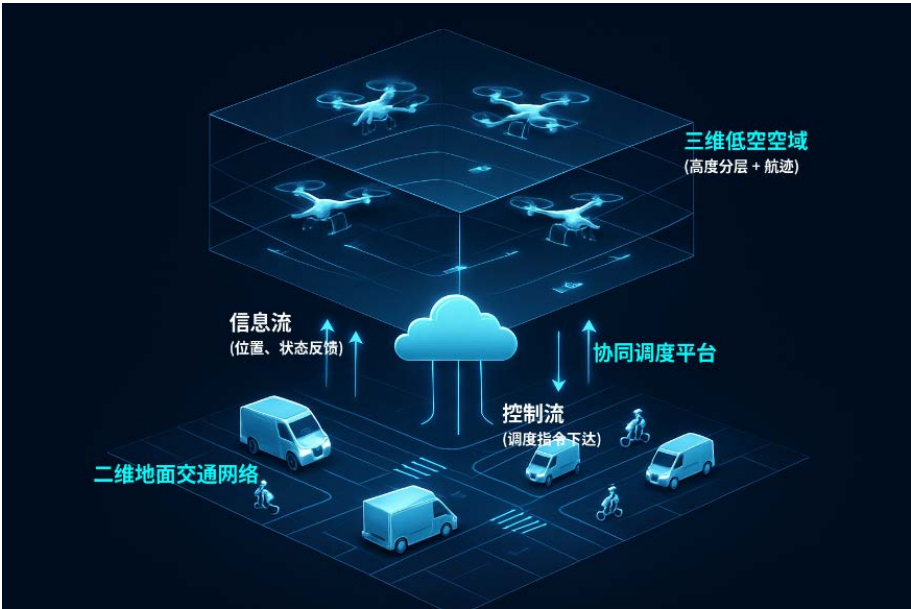 三维低空空域
(高度分层 + 航迹)
信息流
(位置、状态反馈)
协同调度平台
控制流
(调度指令下达)
二维地面交通网络